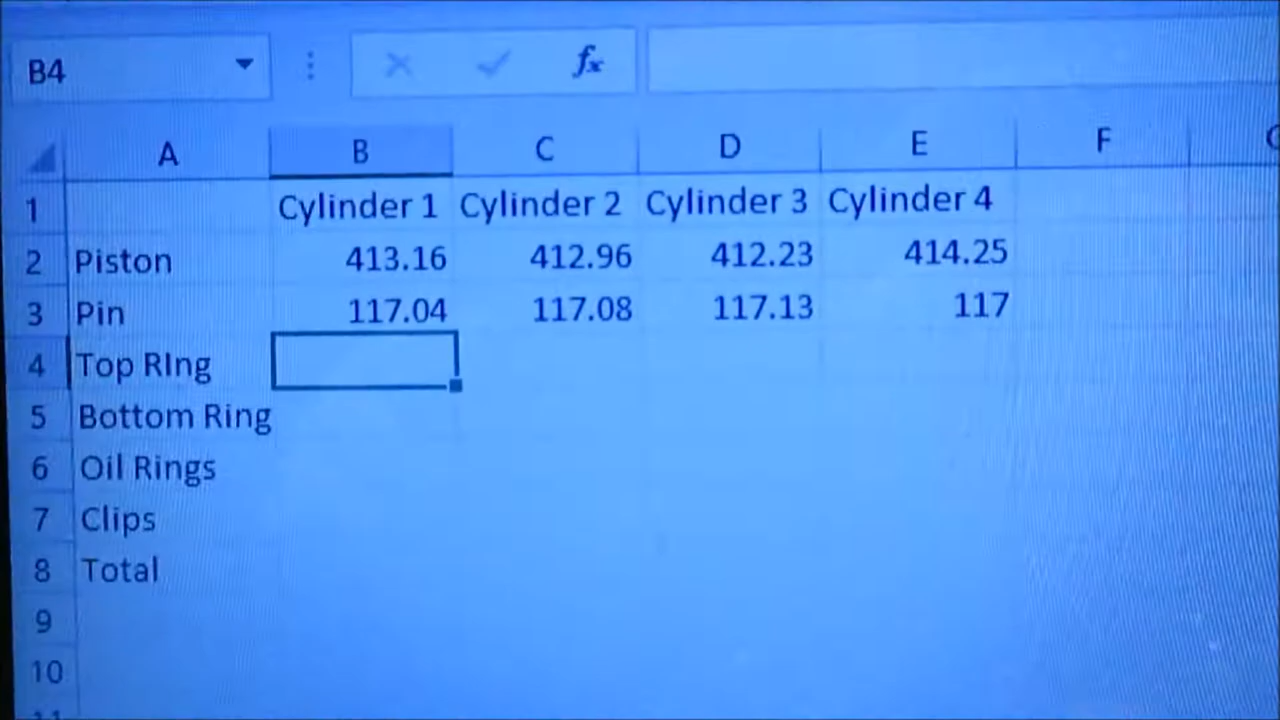 B4 fx
A B C D E F
1 Cylinder 1 Cylinder 2 Cylinder 3 Cylinder 4
2 Piston 413.16 412.96 412.23 414.25
3 Pin 117.04 117.08 117.13 117
4 Top RIng
5 Bottom Ring
6 Oil Rings
7 Clips
8 Total
9
10